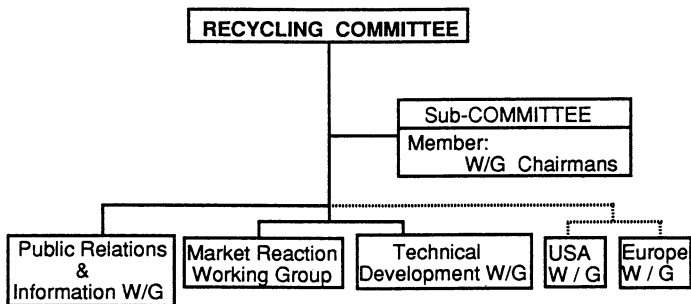 RECYCLING COMMITTEE
Sub-COMMITTEE
Member:
W/G Chairmans
Public Relations
&
Information W/G
Market Reaction
Working Group
Technical
Development W/G
USA
W / G
Europe
W / G